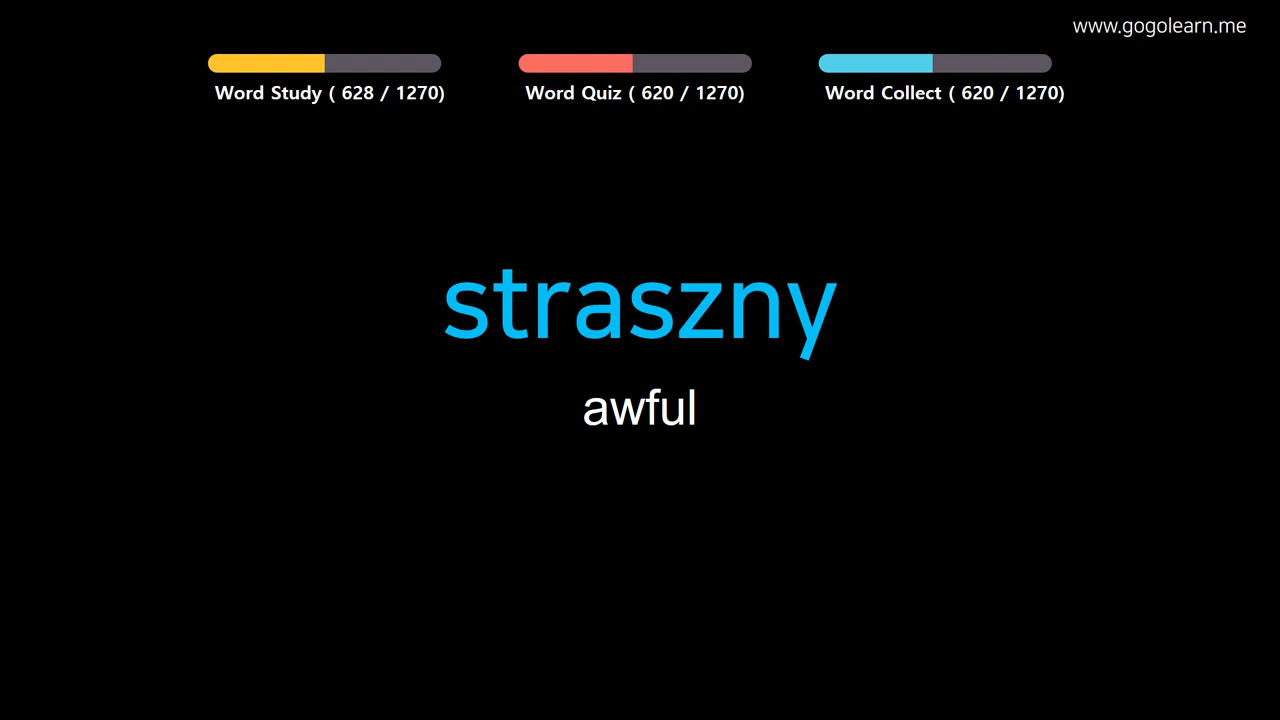 www.gogolearn.me
Word Study ( 628 / 1270)
Word Quiz ( 620 / 1270)
Word Collect ( 620 / 1270)
straszny
awful